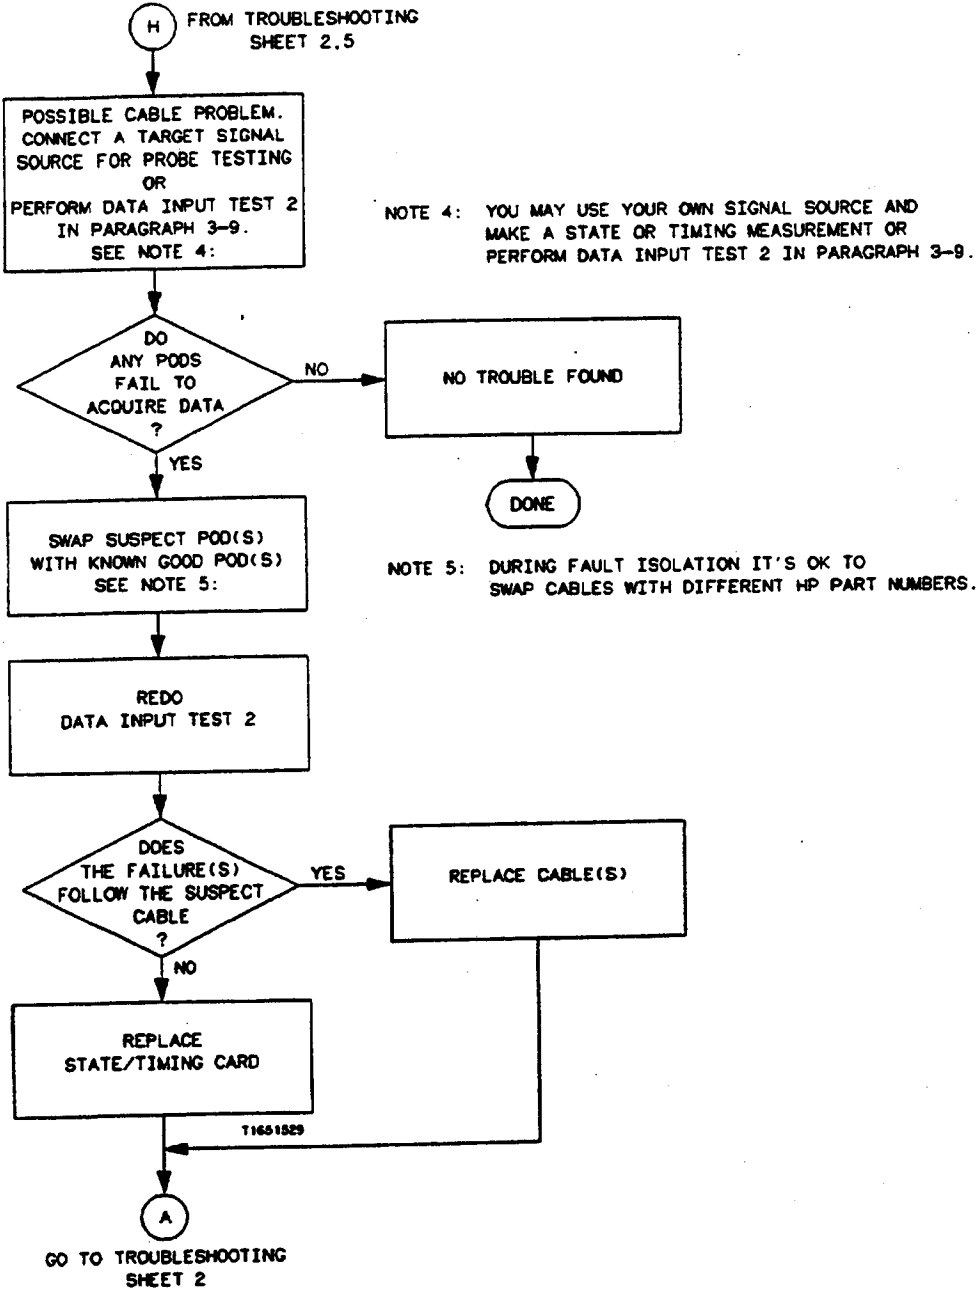 H
FROM TROUBLESHOOTING
SHEET 2.5
POSSIBLE CABLE PROBLEM.
CONNECT A TARGET SIGNAL
SOURCE FOR PROBE TESTING
OR
PERFORM DATA INPUT TEST 2
IN PARAGRAPH 3-9.
SEE NOTE 4:
NOTE 4: YOU MAY USE YOUR OWN SIGNAL SOURCE AND
MAKE A STATE OR TIMING MEASUREMENT OR
PERFORM DATA INPUT TEST 2 IN PARAGRAPH 3-9.
DO
ANY PODS
FAIL TO
ACQUIRE DATA
?
NO
NO TROUBLE FOUND
YES
DONE
SWAP SUSPECT POD(S)
WITH KNOWN GOOD POD(S)
SEE NOTE 5:
NOTE 5: DURING FAULT ISOLATION IT'S OK TO
SWAP CABLES WITH DIFFERENT HP PART NUMBERS.
REDO
DATA INPUT TEST 2
DOES
THE FAILURE(S)
FOLLOW THE SUSPECT
CABLE
?
YES
REPLACE CABLE(S)
NO
REPLACE
STATE/TIMING CARD
T1651S29
A
GO TO TROUBLESHOOTING
SHEET 2